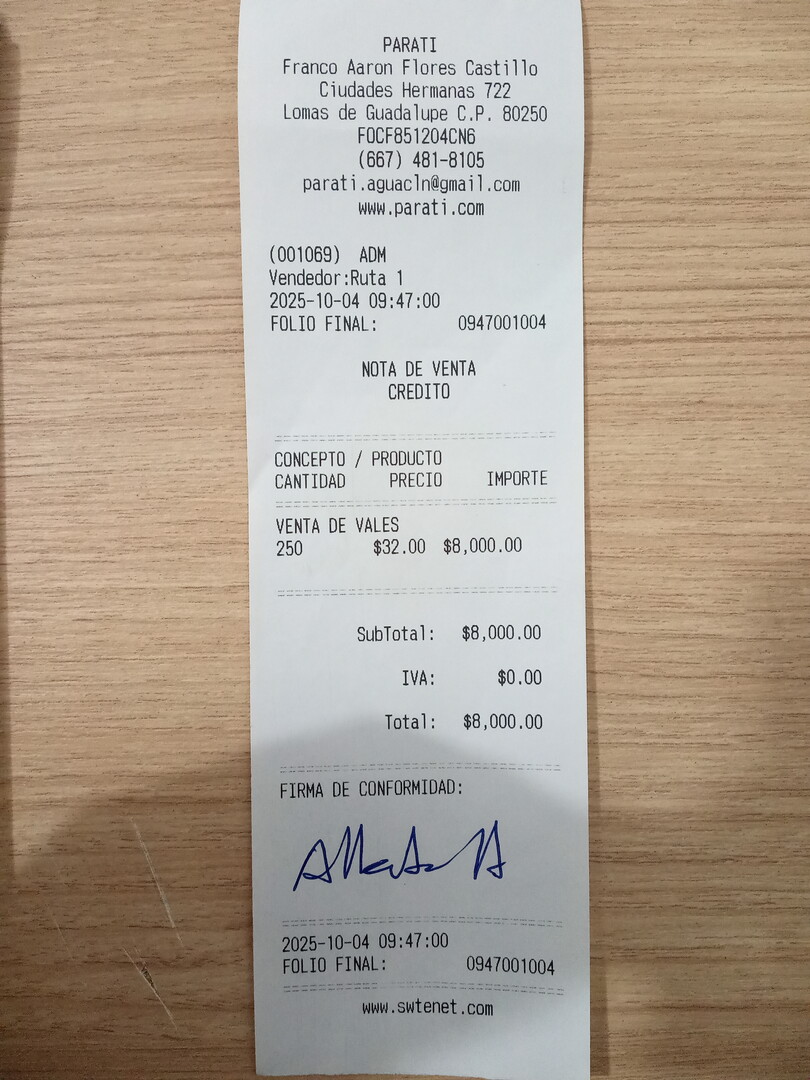 PARATI
Franco Aaron Flores Castillo
Ciudades Hermanas 722
Lomas de Guadalupe C.P. 80250
FOCF851204CN6
(667) 481-8105
parati.aguacln@gmail.com
www.parati.com
(001069) ADM
Vendedor:Ruta 1
2025-10-04 09:47:00
FOLIO FINAL: 0947001004
NOTA DE VENTA
CREDITO
CONCEPTO / PRODUCTO
CANTIDAD PRECIO IMPORTE
VENTA DE VALES
250 $32.00 $8,000.00
SubTotal: $8,000.00
IVA: $0.00
Total: $8,000.00
FIRMA DE CONFORMIDAD:
2025-10-04 09:47:00
FOLIO FINAL: 0947001004
www.swtenet.com